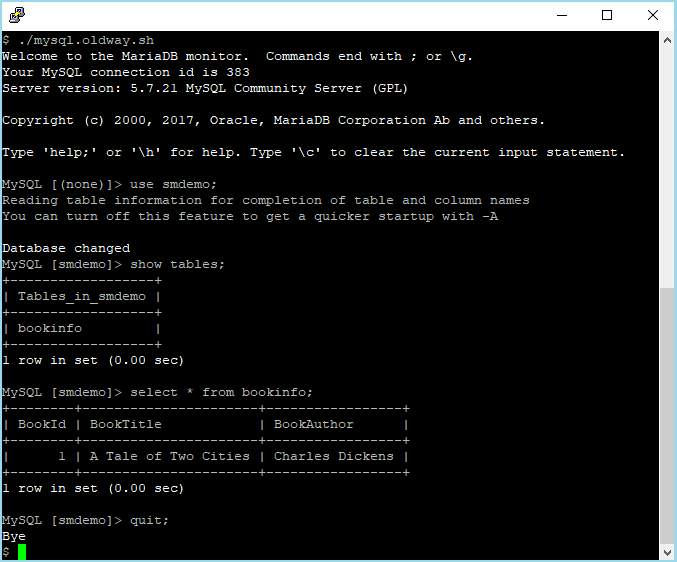 $ ./mysql.oldway.sh
Welcome to the MariaDB monitor.  Commands end with ; or \g.
Your MySQL connection id is 383
Server version: 5.7.21 MySQL Community Server (GPL)

Copyright (c) 2000, 2017, Oracle, MariaDB Corporation Ab and others.

Type 'help;' or '\h' for help. Type '\c' to clear the current input statement.

MySQL [(none)]> use smdemo;
Reading table information for completion of table and column names
You can turn off this feature to get a quicker startup with -A

Database changed
MySQL [smdemo]> show tables;
+------------------+
| Tables_in_smdemo |
+------------------+
| bookinfo         |
+------------------+
1 row in set (0.00 sec)

MySQL [smdemo]> select * from bookinfo;
+--------+----------------------+-----------------+
| BookId | BookTitle            | BookAuthor      |
+--------+----------------------+-----------------+
|      1 | A Tale of Two Cities | Charles Dickens |
+--------+----------------------+-----------------+
1 row in set (0.00 sec)

MySQL [smdemo]> quit;
Bye
$